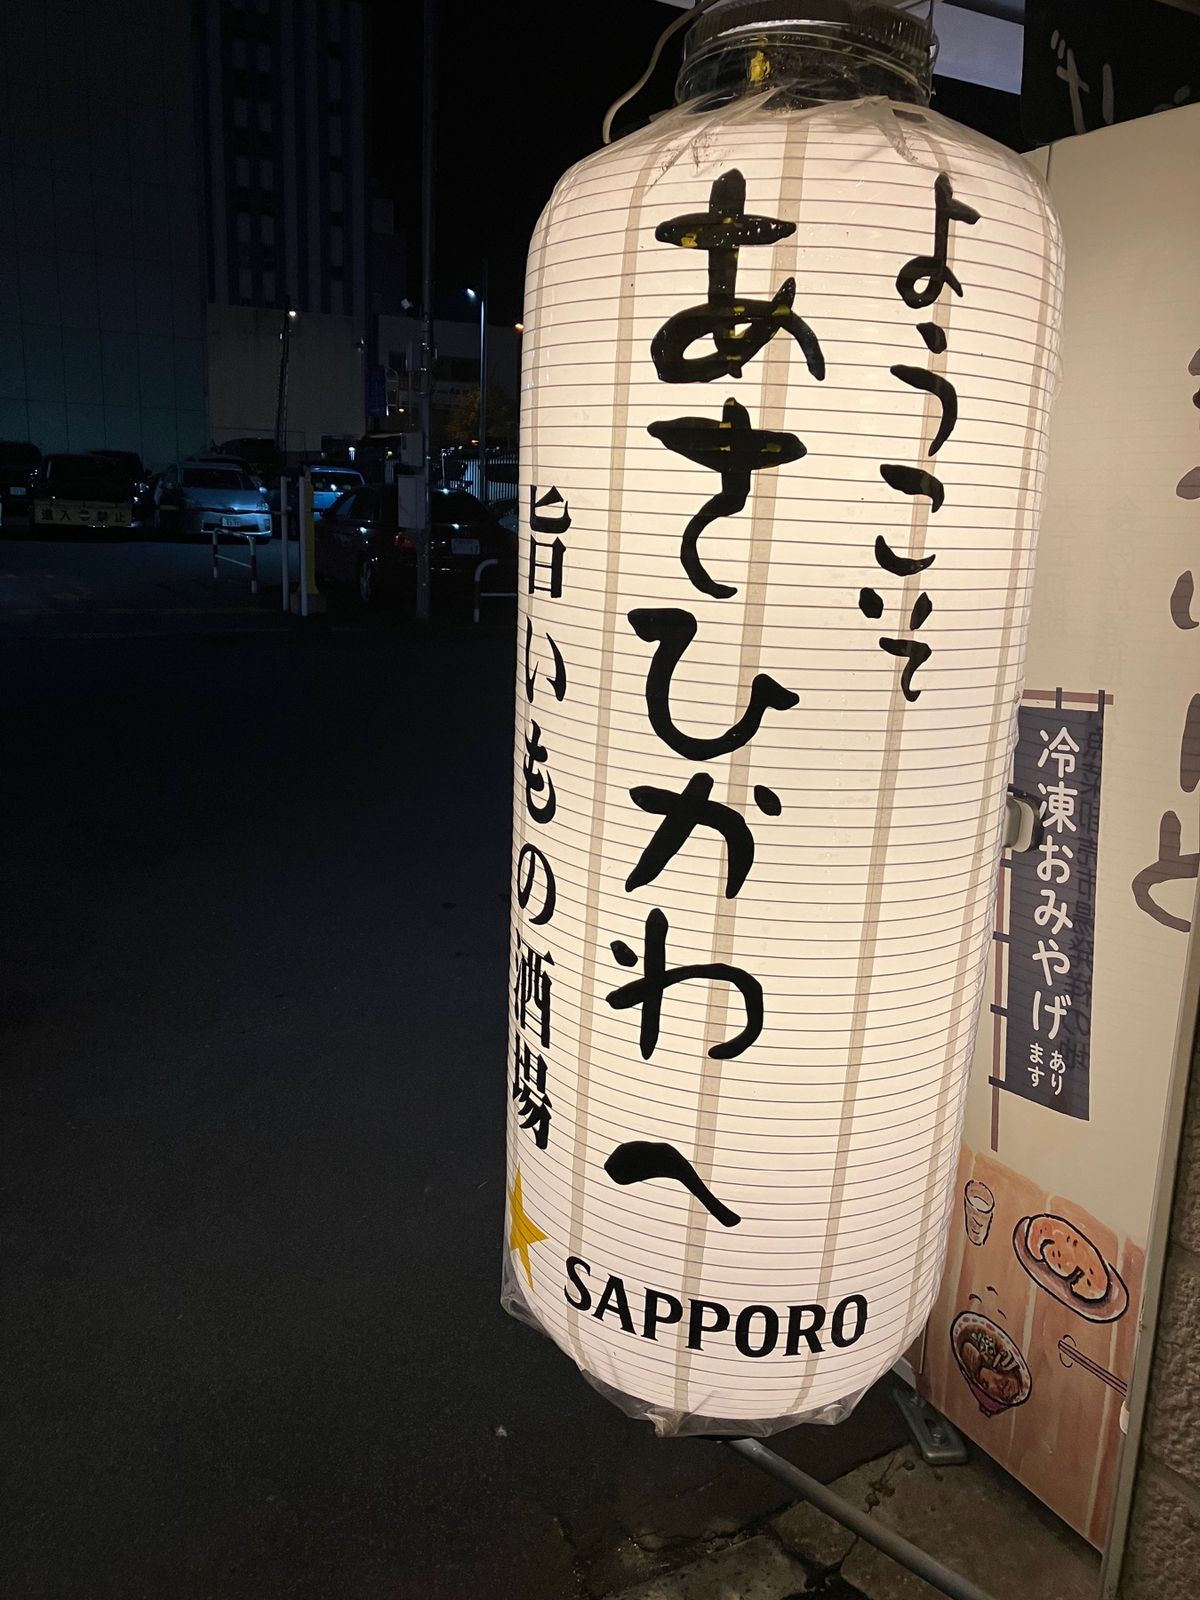 ようこそ
あさひかわへ
旨いもの酒場
SAPPORO
冷凍おみやげ
あり
ます
進入禁止